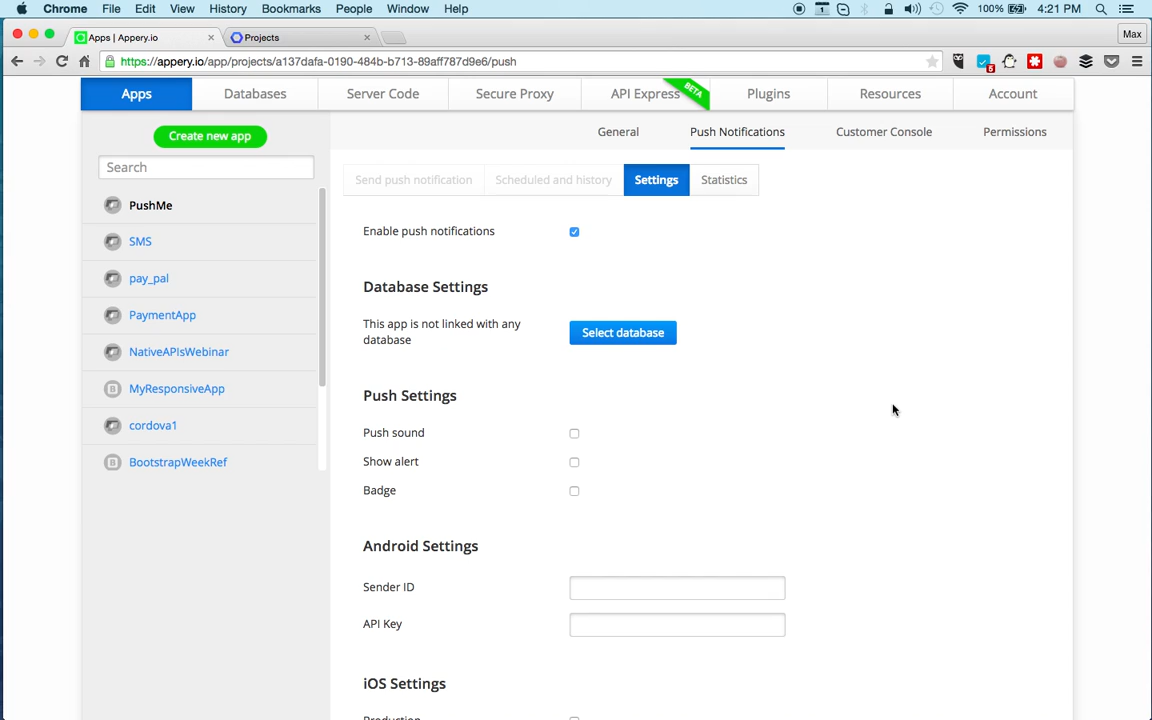 Chrome File Edit View History Bookmarks People Window Help 1 100% 4:21 PM
Apps | Appery.io × Projects × Max
https://appery.io/app/projects/a137dafa-0190-484b-b713-89aff787d9e6/push 5
Apps Databases Server Code Secure Proxy API Express BETA Plugins Resources Account
Create new app General Push Notifications Customer Console Permissions
Search
Send push notification Scheduled and history Settings Statistics
PushMe
Enable push notifications
SMS
pay_pal
Database Settings
PaymentApp
This app is not linked with any
database
Select database
NativeAPIsWebinar
B MyResponsiveApp
Push Settings
cordova1
Push sound
B BootstrapWeekRef
Show alert
Badge
Android Settings
Sender ID
API Key
iOS Settings
Production